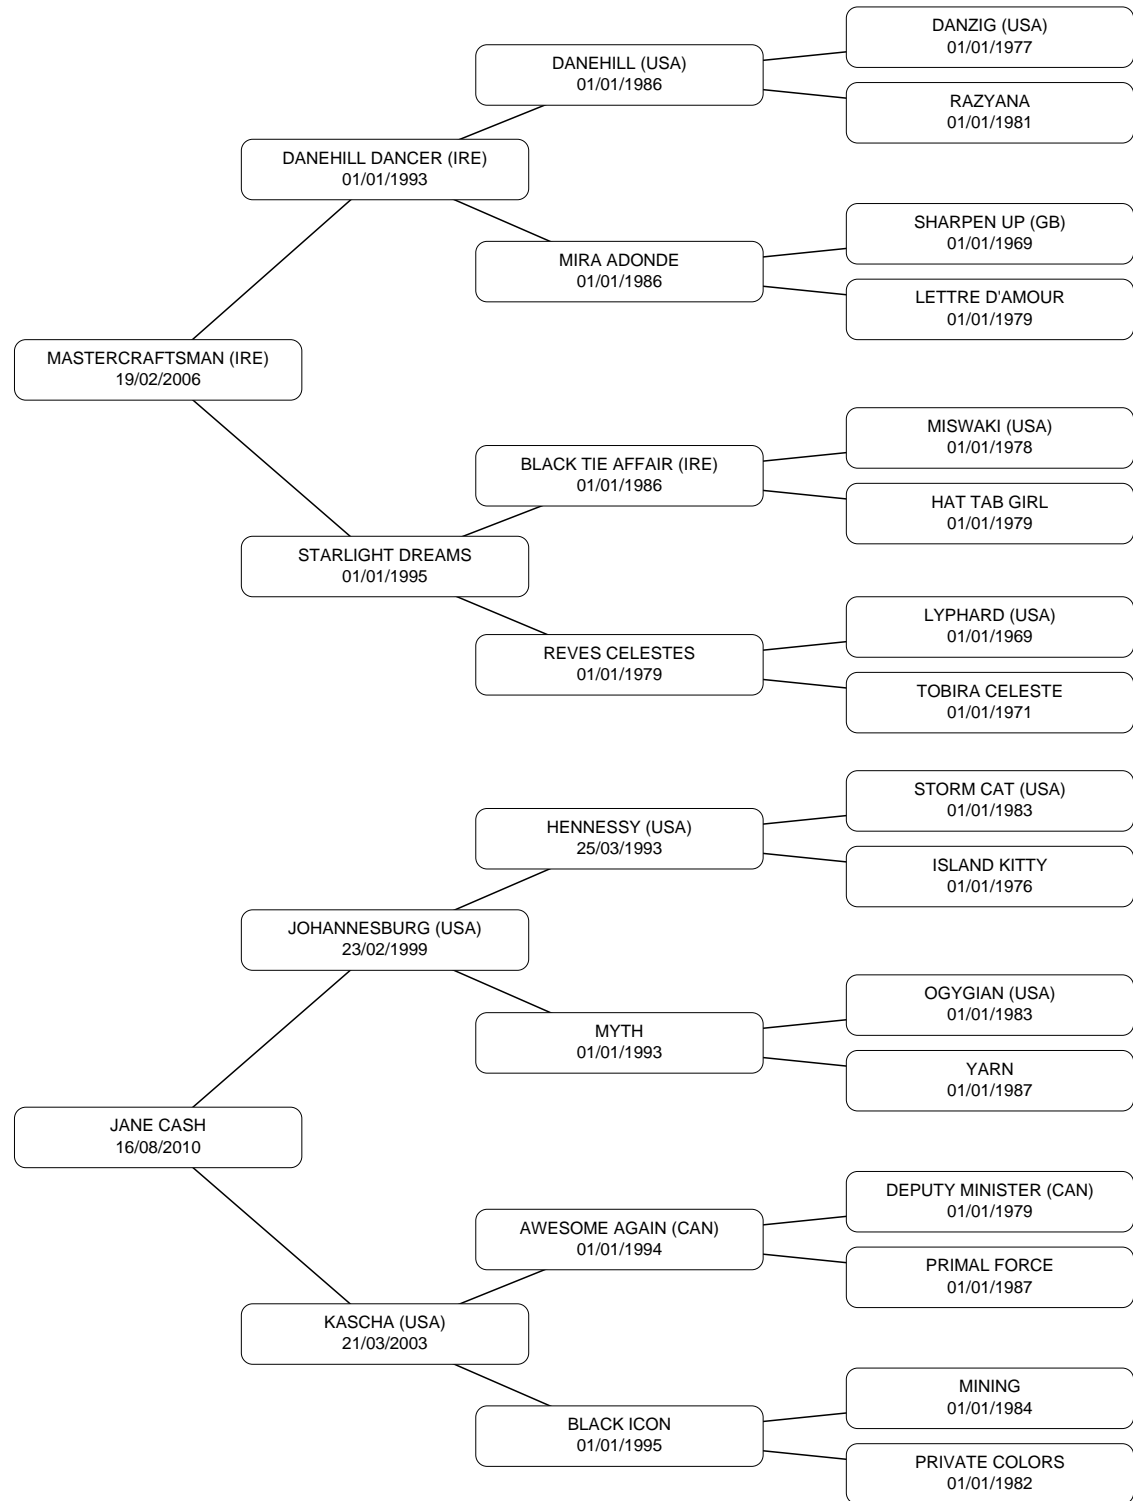 DANZIG (USA)
01/01/1977
DANEHILL (USA)
01/01/1986
RAZYANA
01/01/1981
DANEHILL DANCER (IRE)
01/01/1993
SHARPEN UP (GB)
01/01/1969
MIRA ADONDE
01/01/1986
LETTRE D'AMOUR
01/01/1979
MASTERCRAFTSMAN (IRE)
19/02/2006
MISWAKI (USA)
01/01/1978
BLACK TIE AFFAIR (IRE)
01/01/1986
HAT TAB GIRL
01/01/1979
STARLIGHT DREAMS
01/01/1995
LYPHARD (USA)
01/01/1969
REVES CELESTES
01/01/1979
TOBIRA CELESTE
01/01/1971
STORM CAT (USA)
01/01/1983
HENNESSY (USA)
25/03/1993
ISLAND KITTY
01/01/1976
JOHANNESBURG (USA)
23/02/1999
OGYGIAN (USA)
01/01/1983
MYTH
01/01/1993
YARN
01/01/1987
JANE CASH
16/08/2010
DEPUTY MINISTER (CAN)
01/01/1979
AWESOME AGAIN (CAN)
01/01/1994
PRIMAL FORCE
01/01/1987
KASCHA (USA)
21/03/2003
MINING
01/01/1984
BLACK ICON
01/01/1995
PRIVATE COLORS
01/01/1982